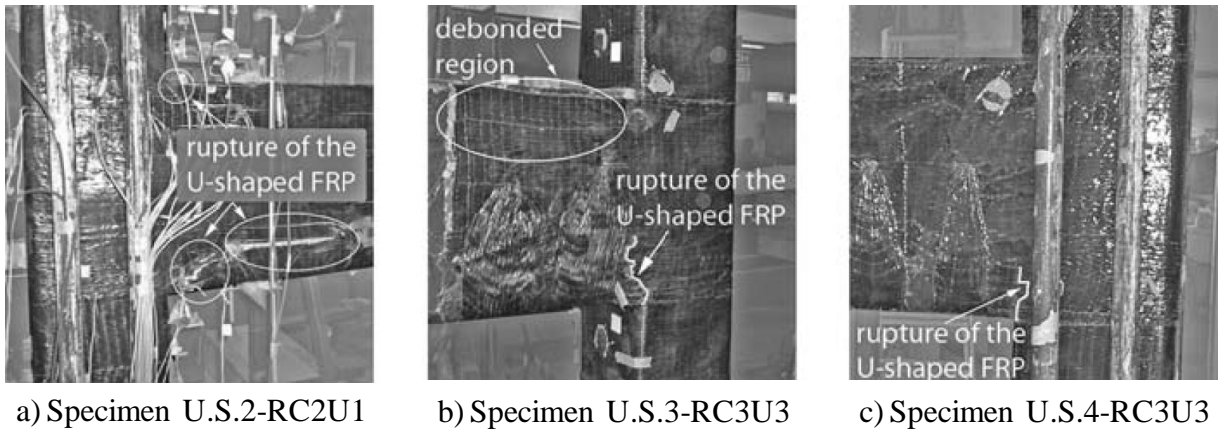 rupture of the
U-shaped FRP
debonded
region
rupture of the
U-shaped FRP
rupture of the
U-shaped FRP
a) Specimen U.S.2-RC2U1
b) Specimen U.S.3-RC3U3
c) Specimen U.S.4-RC3U3